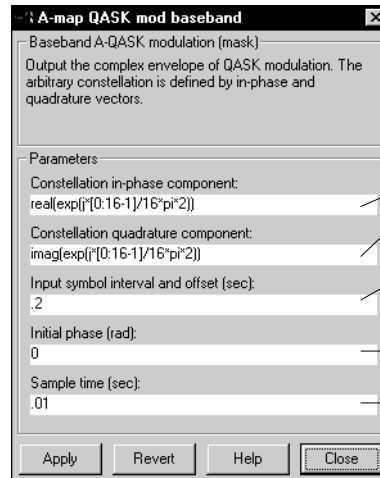 A-map QASK mod baseband
Baseband A-QASK modulation (mask)
Output the complex envelope of QASK modulation. The
arbitrary constellation is defined by in-phase and
quadrature vectors.
Parameters
Constellation in-phase component:
real(exp(j*[0:16-1]/16*pi*2))
Constellation quadrature component:
imag(exp(j*[0:16-1]/16*pi*2))
Input symbol interval and offset (sec):
.2
Initial phase (rad):
0
Sample time (sec):
.01
Apply Revert Help Close